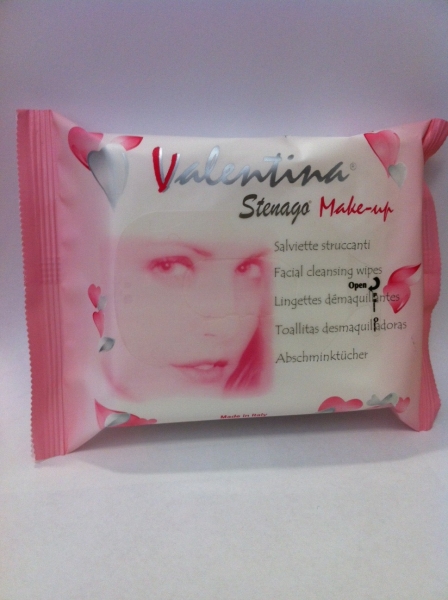 Valentina®
Stenago Make-up
Salviette struccanti
Facial cleansing wipes
Open
Lingettes démaquillantes
Toallitas desmaquilladoras
Abschminktücher
Made in Italy